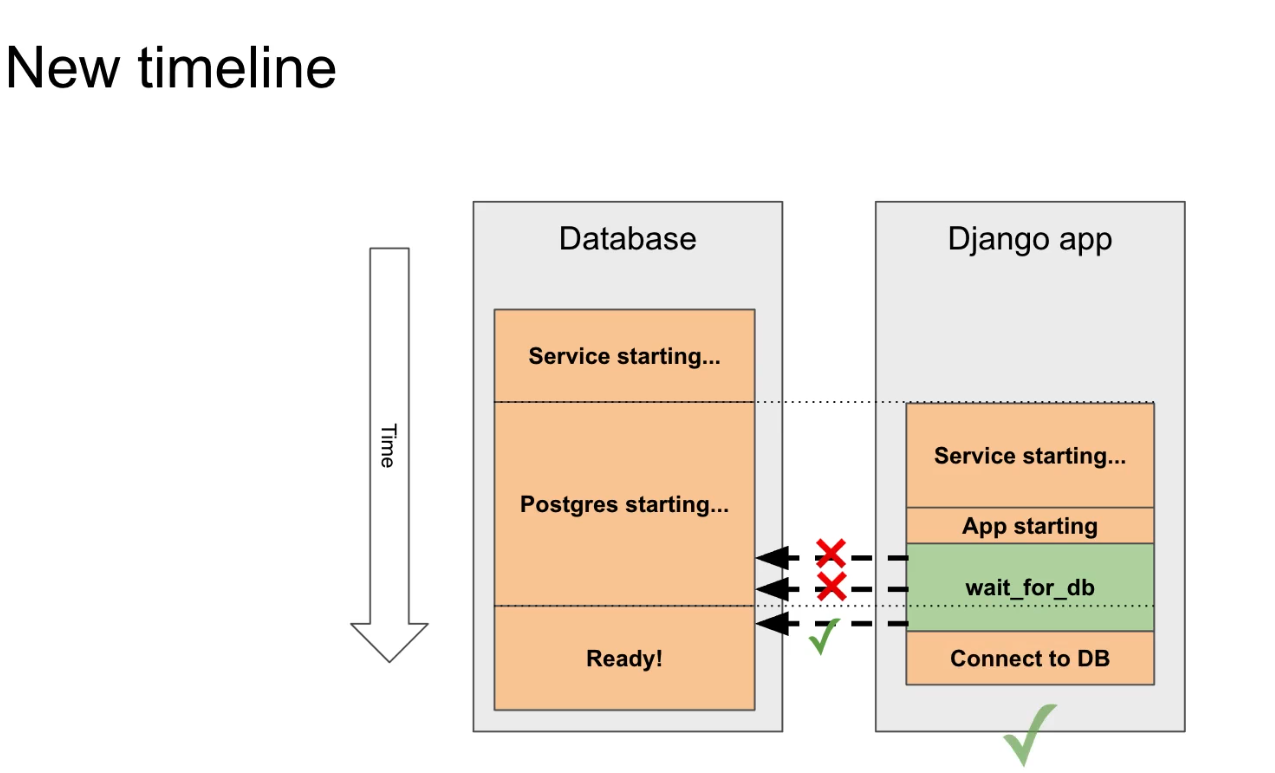 New timeline
Time
Database
Service starting...
Postgres starting...
Ready!
Django app
Service starting...
App starting
wait_for_db
Connect to DB